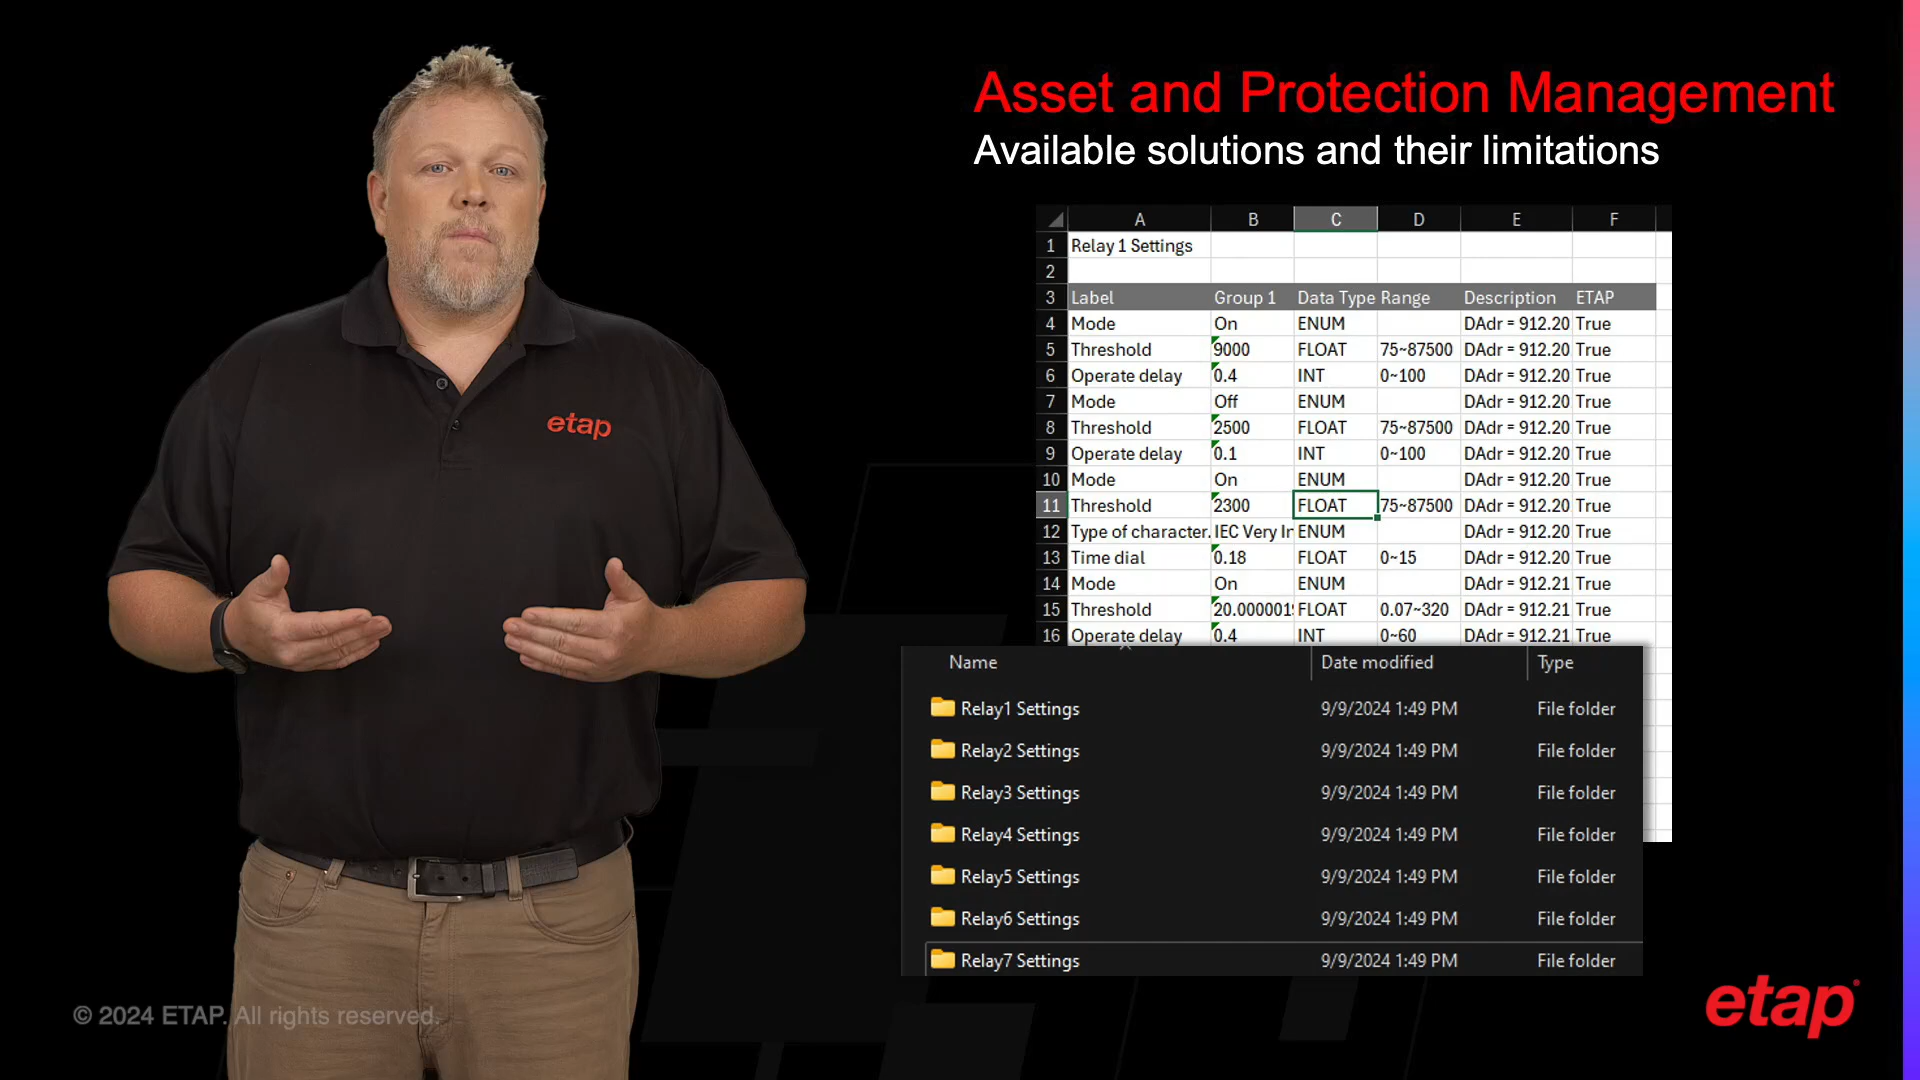 Asset and Protection Management
Available solutions and their limitations
etap
A B C D E F
1 Relay 1 Settings
2
3 Label Group 1 Data Type Range Description ETAP
4 Mode On ENUM DAdr = 912.20 True
5 Threshold 9000 FLOAT 75~87500 DAdr = 912.20 True
6 Operate delay 0.4 INT 0~100 DAdr = 912.20 True
7 Mode Off ENUM DAdr = 912.20 True
8 Threshold 2500 FLOAT 75~87500 DAdr = 912.20 True
9 Operate delay 0.1 INT 0~100 DAdr = 912.20 True
10 Mode On ENUM DAdr = 912.20 True
11 Threshold 2300 FLOAT 75~87500 DAdr = 912.20 True
12 Type of character. IEC Very In ENUM DAdr = 912.20 True
13 Time dial 0.18 FLOAT 0~15 DAdr = 912.20 True
14 Mode On ENUM DAdr = 912.21 True
15 Threshold 20.000001 FLOAT 0.07~320 DAdr = 912.21 True
16 Operate delay 0.4 INT 0~60 DAdr = 912.21 True
Name Date modified Type
Relay1 Settings 9/9/2024 1:49 PM File folder
Relay2 Settings 9/9/2024 1:49 PM File folder
Relay3 Settings 9/9/2024 1:49 PM File folder
Relay4 Settings 9/9/2024 1:49 PM File folder
Relay5 Settings 9/9/2024 1:49 PM File folder
Relay6 Settings 9/9/2024 1:49 PM File folder
Relay7 Settings 9/9/2024 1:49 PM File folder
© 2024 ETAP. All rights reserved.
etap